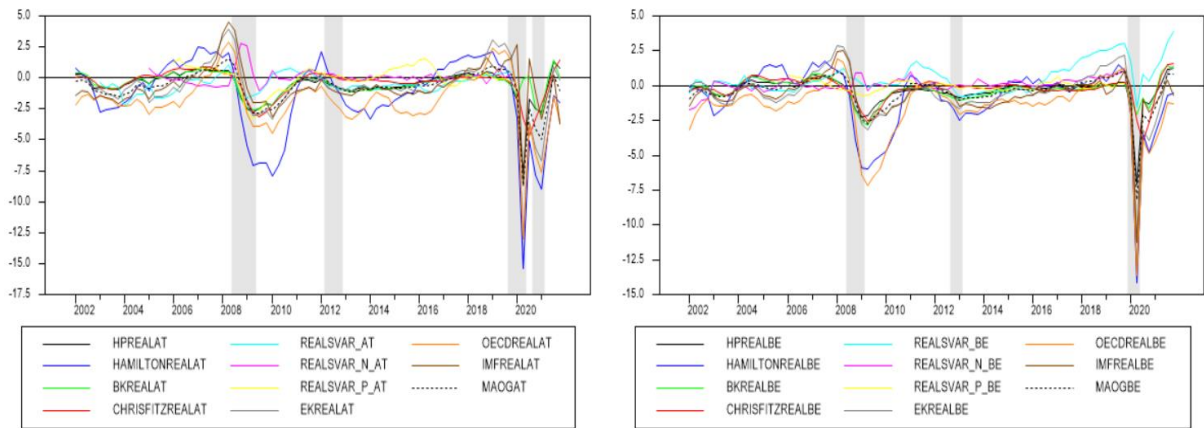 5.0
2.5
0.0
-2.5
-5.0
-7.5
-10.0
-12.5
-15.0
-17.5
2002 2004 2006 2008 2010 2012 2014 2016 2018 2020
HPREALAT REALSVAR_AT OECDREALAT
HAMILTONREALAT REALSVAR_N_AT IMFREALAT
BKREALAT REALSVAR_P_AT MAOGAT
CHRISFITZREALAT EKREALAT
5.0
2.5
0.0
-2.5
-5.0
-7.5
-10.0
-12.5
-15.0
2002 2004 2006 2008 2010 2012 2014 2016 2018 2020
HPREALBE REALSVAR_BE OECDREALBE
HAMILTONREALBE REALSVAR_N_BE IMFREALBE
BKREALBE REALSVAR_P_BE MAOGBE
CHRISFITZREALBE EKREALBE